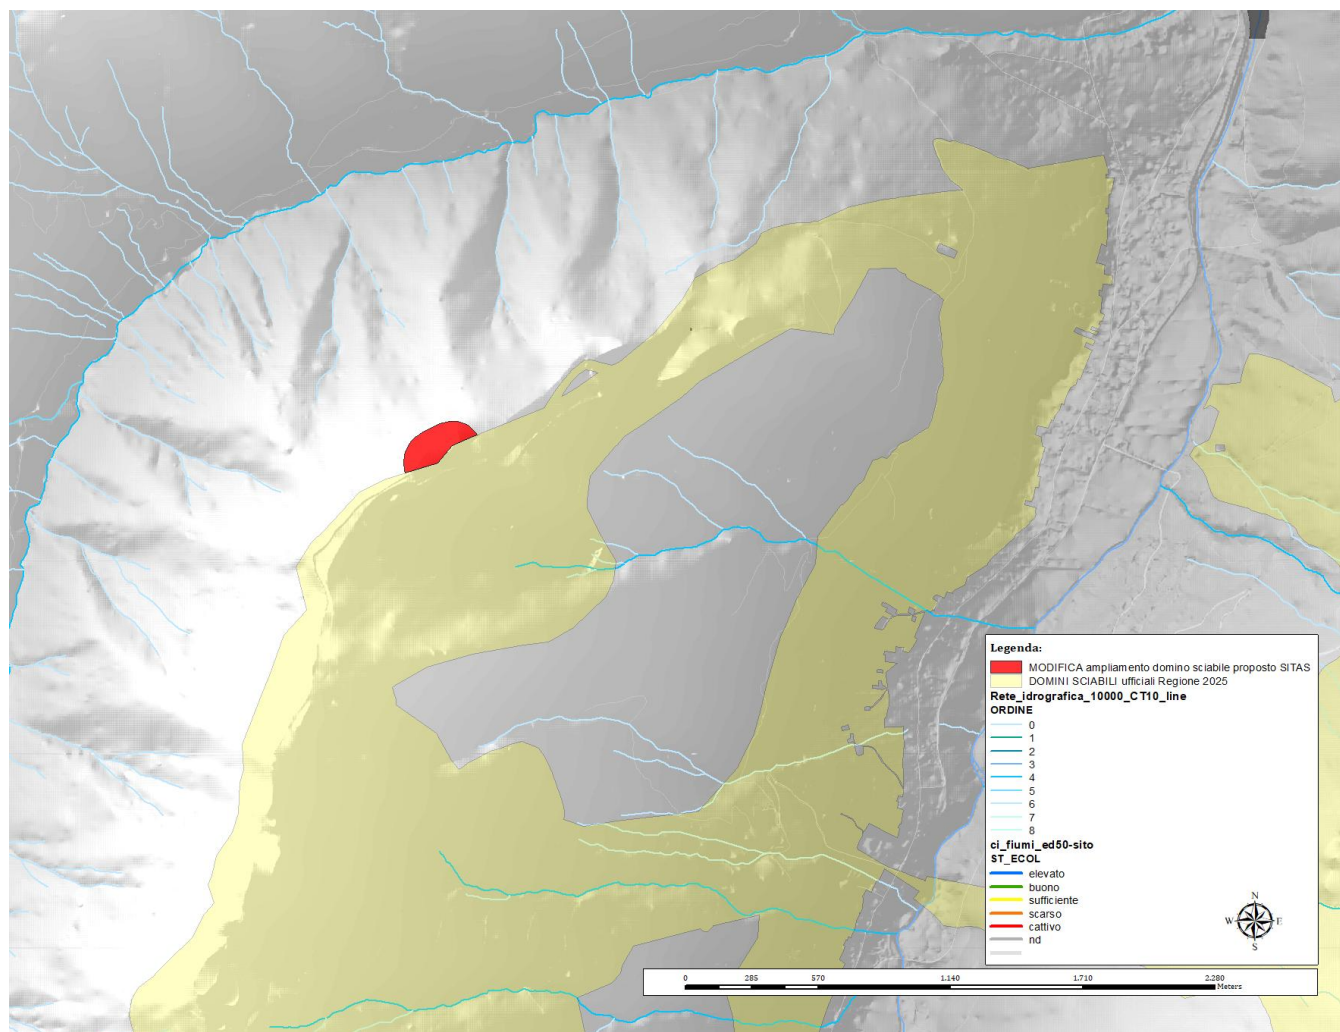 Legenda:
MODIFICA ampliamento domino sciabile proposto SITAS
DOMINI SCIABILI ufficiali Regione 2025
Rete_idrografica_10000_CT10_line
ORDINE
0
1
2
3
4
5
6
7
8
ci_fiumi_ed50-sito
ST_ECOL
elevato
buono
sufficiente
scarso
cattivo
nd
N
W E
S
0 285 570 1.140 1.710 2.280
Meters